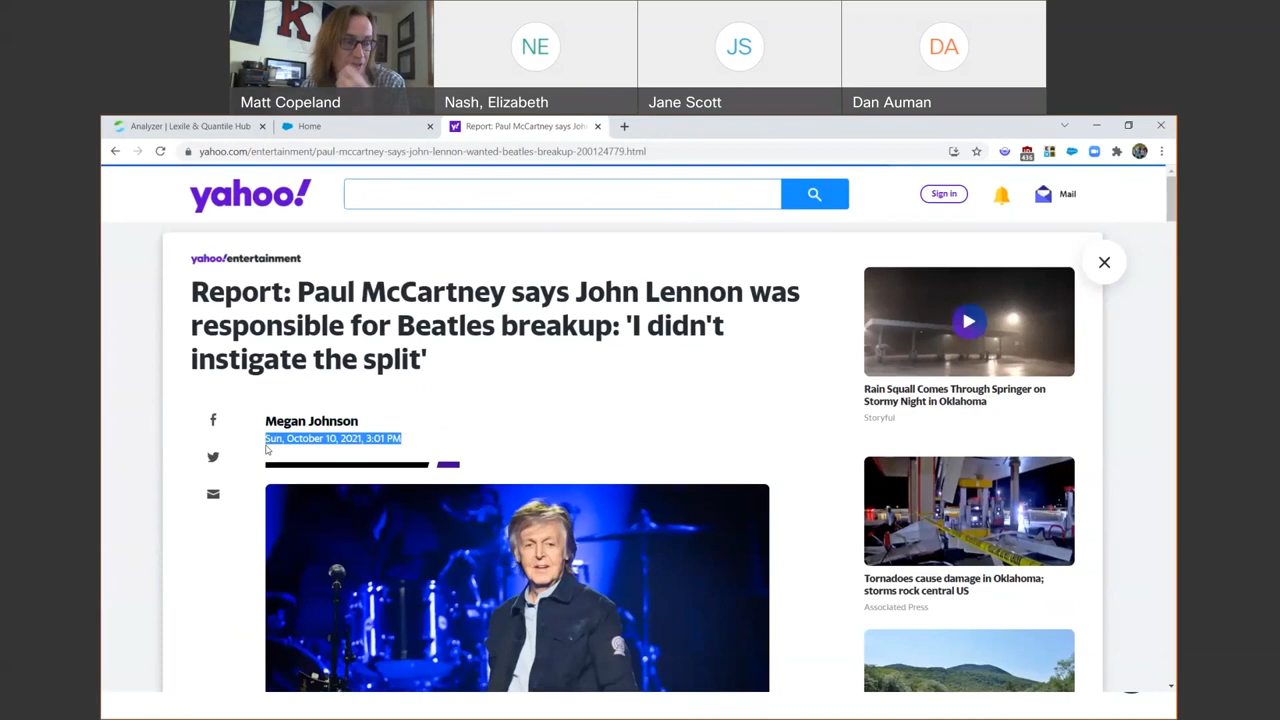 K
NE
JS
DA
Matt Copeland
Nash, Elizabeth
Jane Scott
Dan Auman
Analyzer | Lexile & Quantile Hub
Home
Report: Paul McCartney says Joh
yahoo.com/entertainment/paul-mccartney-says-john-lennon-wanted-beatles-breakup-200124779.html
436
yahoo!
Sign in
Mail
yahoo!entertainment
Report: Paul McCartney says John Lennon was
responsible for Beatles breakup: 'I didn't
instigate the split'
Megan Johnson
Sun, October 10, 2021, 3:01 PM
Rain Squall Comes Through Springer on
Stormy Night in Oklahoma
Storyful
Tornadoes cause damage in Oklahoma;
storms rock central US
Associated Press